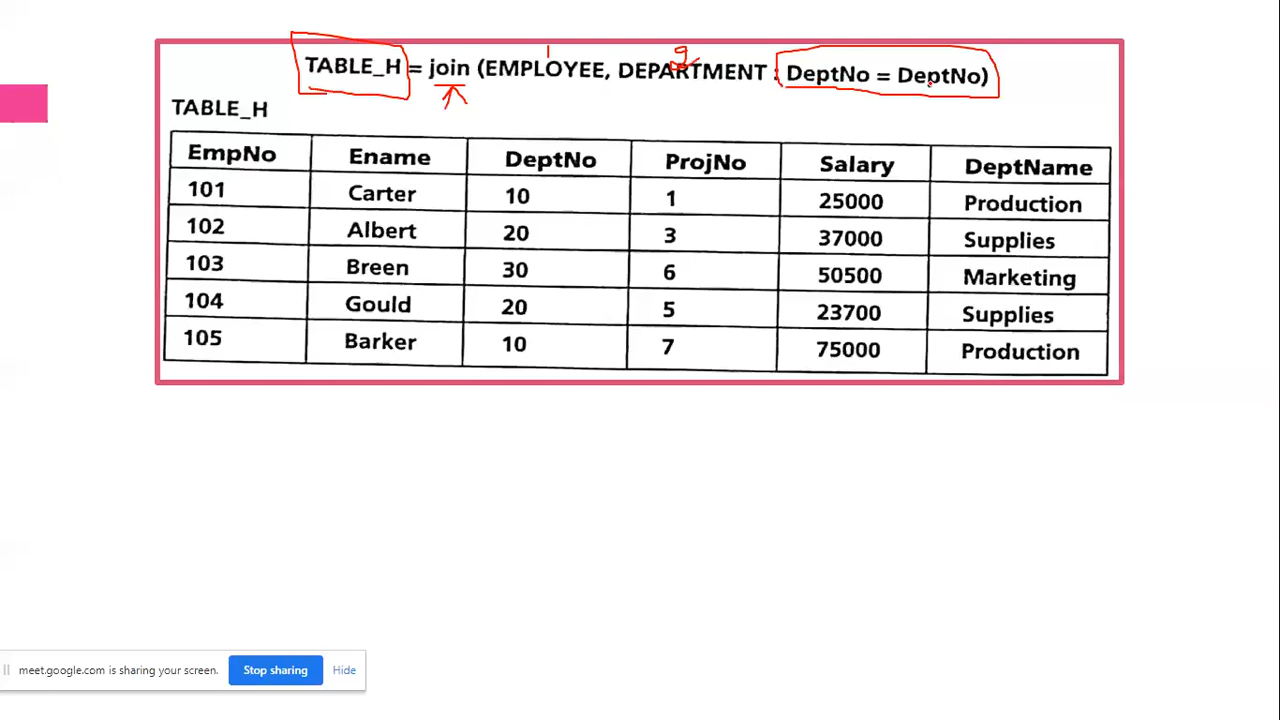 1 2
TABLE_H = join (EMPLOYEE, DEPARTMENT : DeptNo = DeptNo)
TABLE_H
EmpNo Ename DeptNo ProjNo Salary DeptName
101 Carter 10 1 25000 Production
102 Albert 20 3 37000 Supplies
103 Breen 30 6 50500 Marketing
104 Gould 20 5 23700 Supplies
105 Barker 10 7 75000 Production
meet.google.com is sharing your screen. Stop sharing Hide